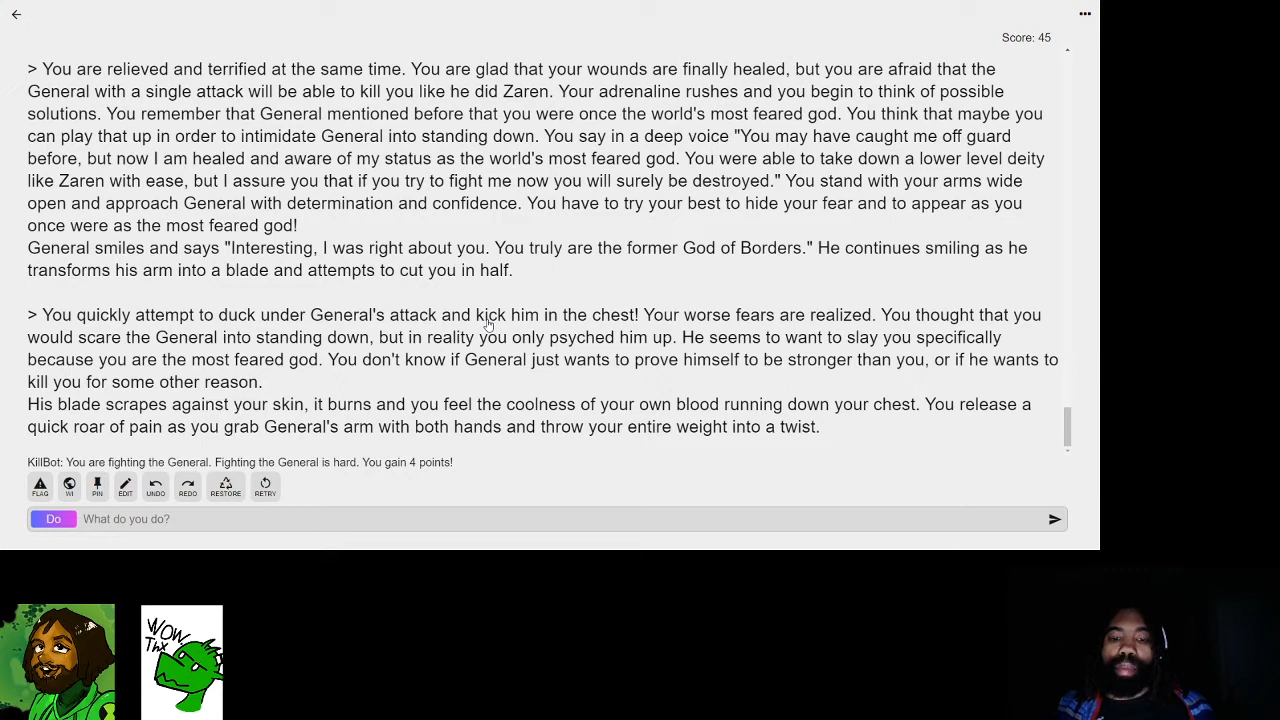 Score: 45
> You are relieved and terrified at the same time. You are glad that your wounds are finally healed, but you are afraid that the
General with a single attack will be able to kill you like he did Zaren. Your adrenaline rushes and you begin to think of possible
solutions. You remember that General mentioned before that you were once the world's most feared god. You think that maybe you
can play that up in order to intimidate General into standing down. You say in a deep voice "You may have caught me off guard
before, but now I am healed and aware of my status as the world's most feared god. You were able to take down a lower level deity
like Zaren with ease, but I assure you that if you try to fight me now you will surely be destroyed." You stand with your arms wide
open and approach General with determination and confidence. You have to try your best to hide your fear and to appear as you
once were as the most feared god!
General smiles and says "Interesting, I was right about you. You truly are the former God of Borders." He continues smiling as he
transforms his arm into a blade and attempts to cut you in half.
> You quickly attempt to duck under General's attack and kick him in the chest! Your worse fears are realized. You thought that you
would scare the General into standing down, but in reality you only psyched him up. He seems to want to slay you specifically
because you are the most feared god. You don't know if General just wants to prove himself to be stronger than you, or if he wants to
kill you for some other reason.
His blade scrapes against your skin, it burns and you feel the coolness of your own blood running down your chest. You release a
quick roar of pain as you grab General's arm with both hands and throw your entire weight into a twist.
KillBot: You are fighting the General. Fighting the General is hard. You gain 4 points!
FLAG WI PIN EDIT UNDO REDO RESTORE RETRY
Do What do you do?
WOW
Thx